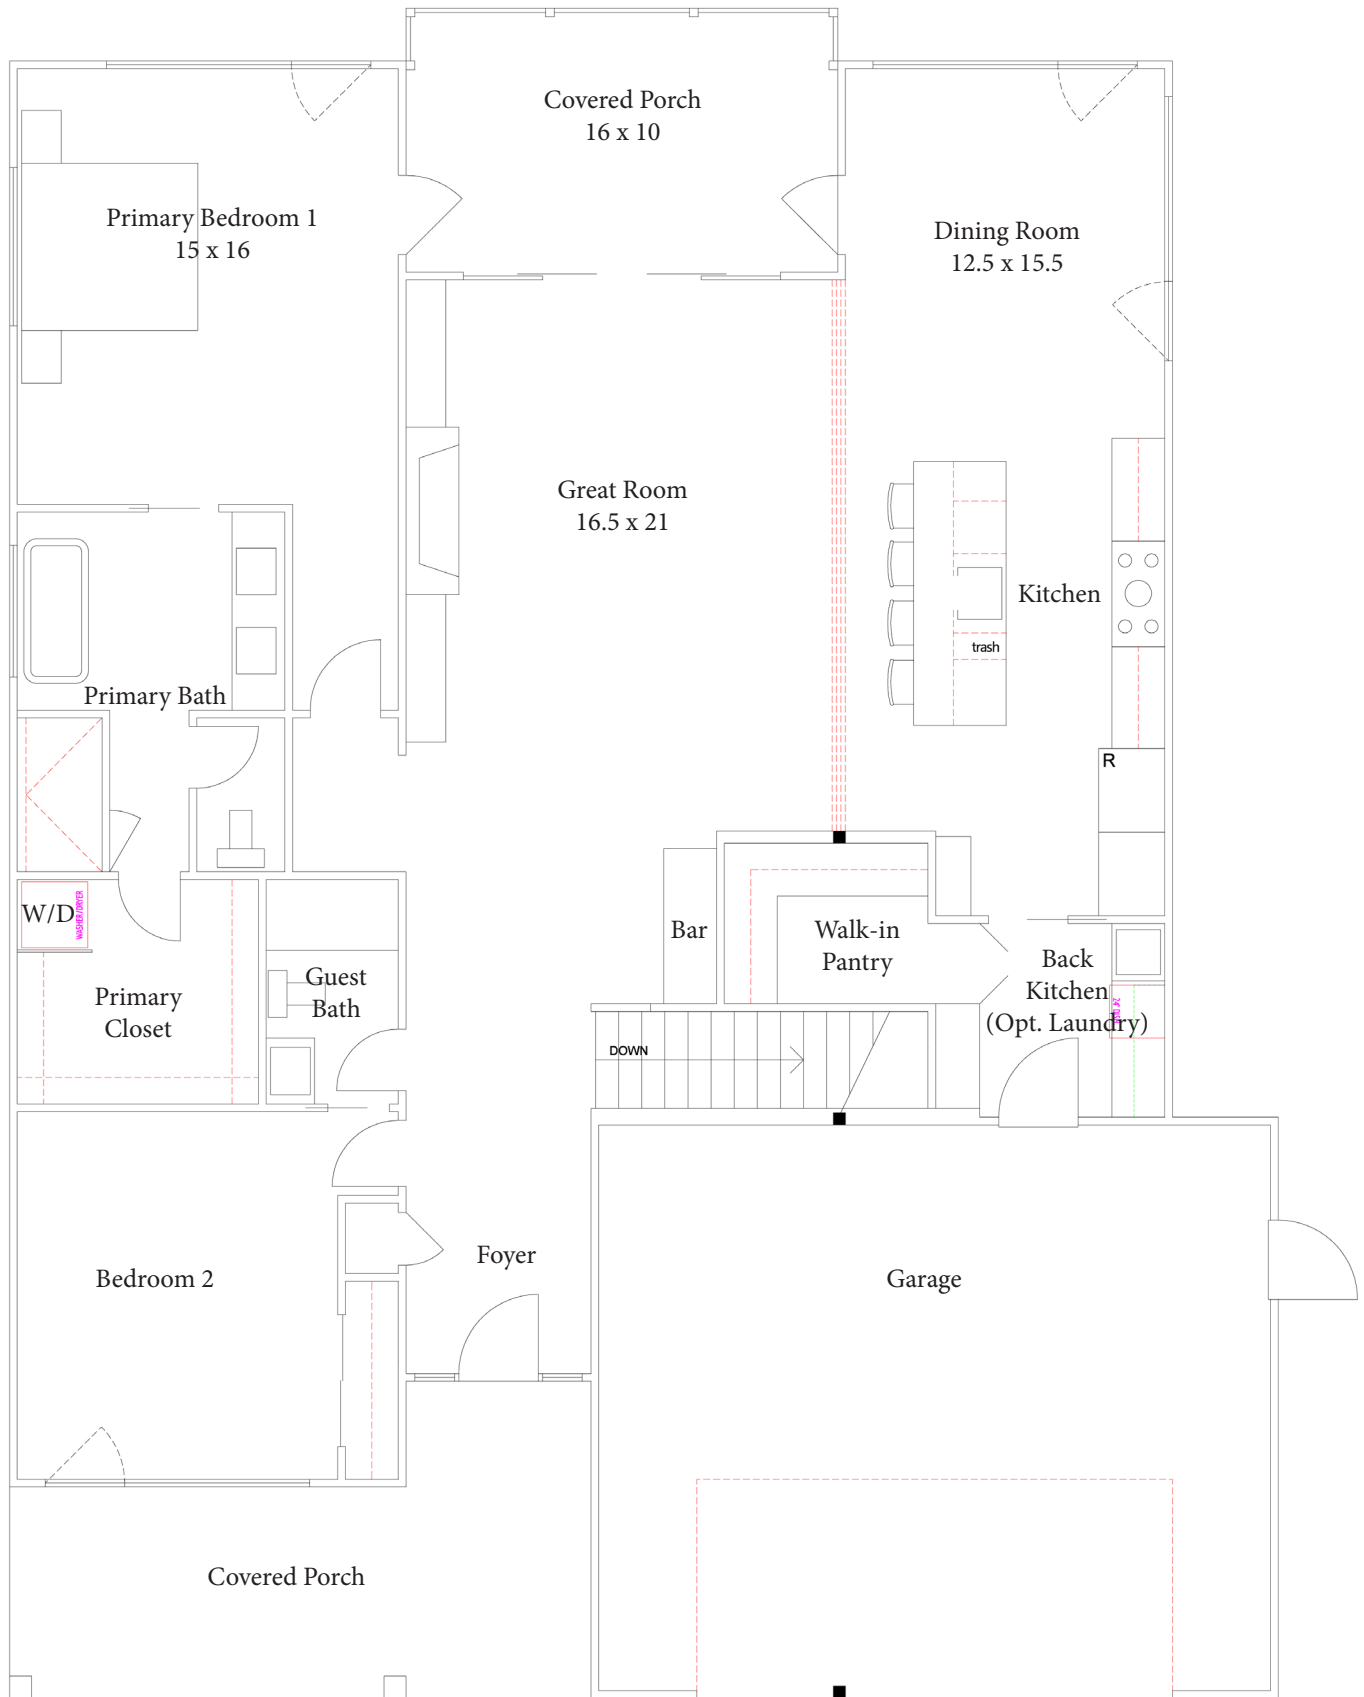 Covered Porch
16 x 10
Primary Bedroom 1
15 x 16
Dining Room
12.5 x 15.5
Great Room
16.5 x 21
Kitchen
trash
Primary Bath
R
W/D
WASHER/DRYER
Bar
Walk-in
Pantry
Back
Kitchen
(Opt. Laundry)
Guest
Bath
Primary
Closet
DOWN
Foyer
Bedroom 2
Garage
Covered Porch